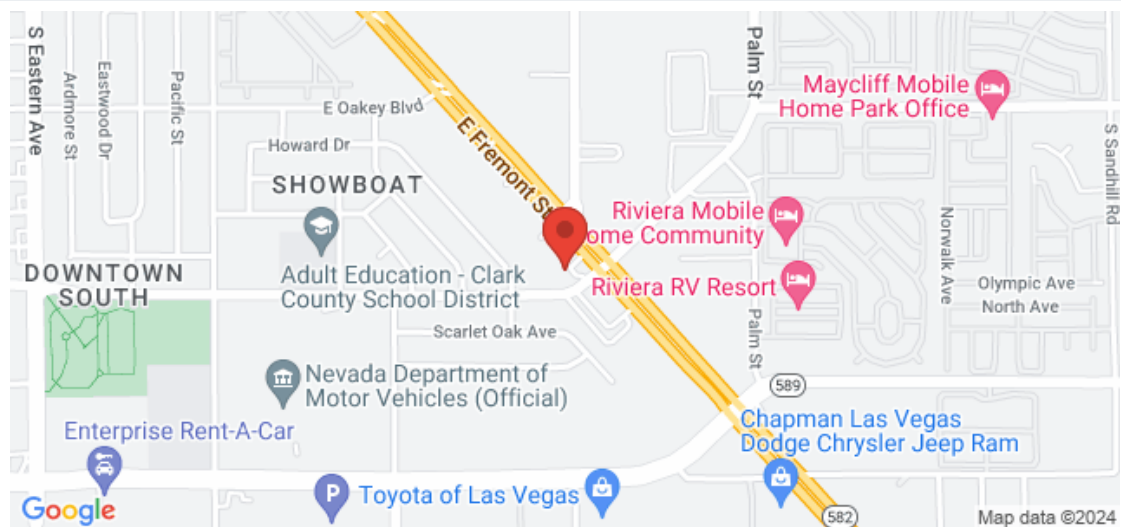 S Eastern Ave
Ardmore St
Eastwood Dr
Pacific St
E Oakey Blvd
Howard Dr
SHOWBOAT
E Fremont St
Palm St
Maycliff Mobile
Home Park Office
S Sandhill Rd
Riviera Mobile
ome Community
Norwalk Ave
DOWNTOWN
SOUTH
Adult Education - Clark
County School District
Riviera RV Resort
Olympic Ave
North Ave
Scarlet Oak Ave
Palm St
Nevada Department of
Motor Vehicles (Official)
589
Enterprise Rent-A-Car
Chapman Las Vegas
Dodge Chrysler Jeep Ram
P
Toyota of Las Vegas
582
Google
Map data ©2024